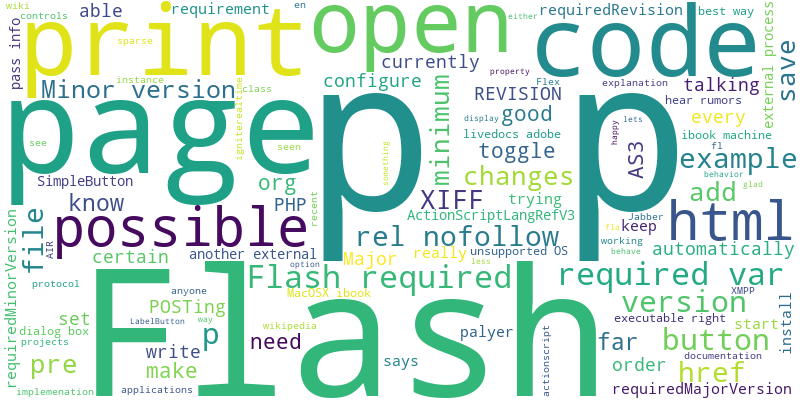 wiki
controls
able
requirement
en
either
requiredRevision
best way
print
open
code
sparse
currently
pass info
Minor version
instance
configure
property
explanation
talking
external process
save
page
p p
class
igniterealtime
minimum
REVISION
Flex
hear rumors
display
good
every
lets
see
seen
livedocs adobe
ibook machine
happy
fl
toggle
AS3
example
something
SimpleButton
org
changes
behavior
know
PHP
XIFF
trying
add
glad
possible
recent
ActionScriptLangRefV3
Jabber
html
file
AIR
rel nofollow
fla
keep
working
certain
another external
Major
really
unsupported OS
behave
automatically
requiredMinorVersion
protocol
option
less
Flash required
XMPP
required var
Flash
anyone
MacOSX ibook
version
set
POSTing
way
dialog box
LabelButton
wikipedia
executable right
start
install
projects
p
need
palyer
actionscript
far
button
write
documentation
pre
make
says
order
href
implemenation
applications
requiredMajorVersion